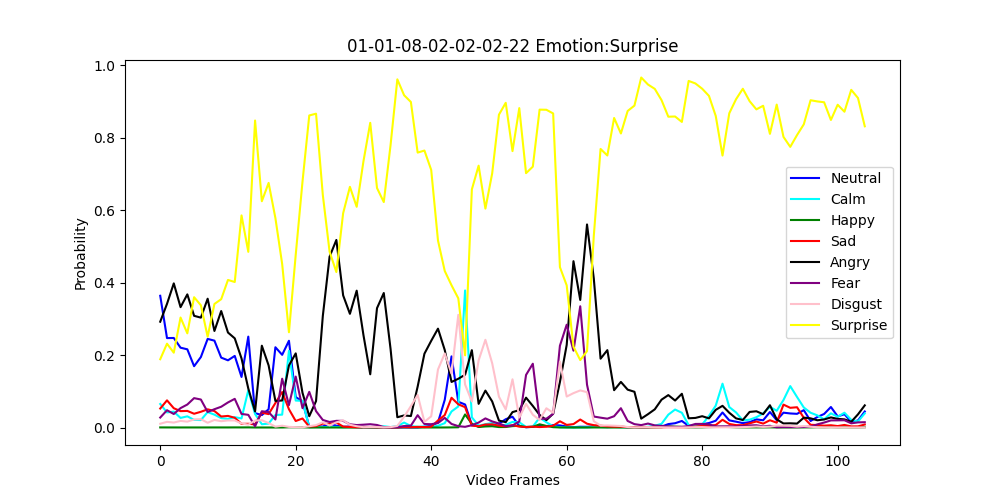 01-01-08-02-02-02-22 Emotion:Surprise
1.0
0.8
0.6
0.4
0.2
0.0
Probability
0 20 40 60 80 100
Video Frames
Neutral
Calm
Happy
Sad
Angry
Fear
Disgust
Surprise